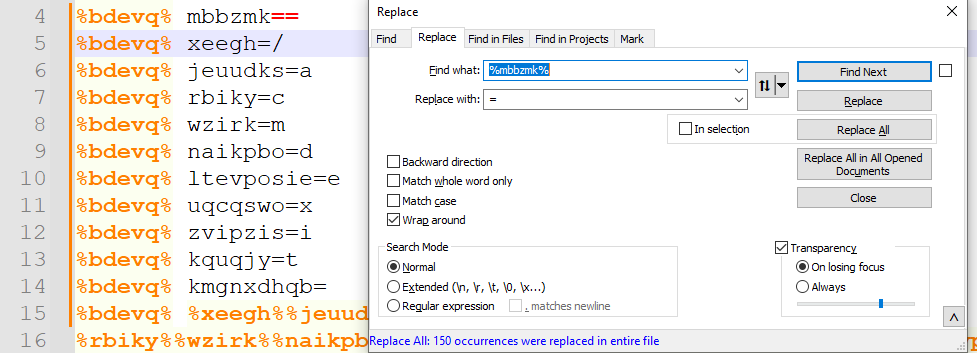 4 %bdevq% mbbzmk==
5 %bdevq% xeegh=/
6 %bdevq% jeuudks=a
7 %bdevq% rbiky=c
8 %bdevq% wzirk=m
9 %bdevq% naikpbo=d
10 %bdevq% ltevposie=e
11 %bdevq% uqcqswo=x
12 %bdevq% zvipzis=i
13 %bdevq% kquqjy=t
14 %bdevq% kmgnxdhqb=
15 %bdevq% %xeegh%%jeuud
16 %rbiky%%wzirk%%naikpb
Replace
Find Replace Find in Files Find in Projects Mark
Find what: %mbbzmk%
Replace with: =
Find Next
Replace
In selection
Replace All
Replace All in All Opened
Documents
Close
Backward direction
Match whole word only
Match case
Wrap around
Search Mode
Normal
Extended (\n, \r, \t, \0, \x...)
Regular expression . matches newline
Transparency
On losing focus
Always
Replace All: 150 occurrences were replaced in entire file